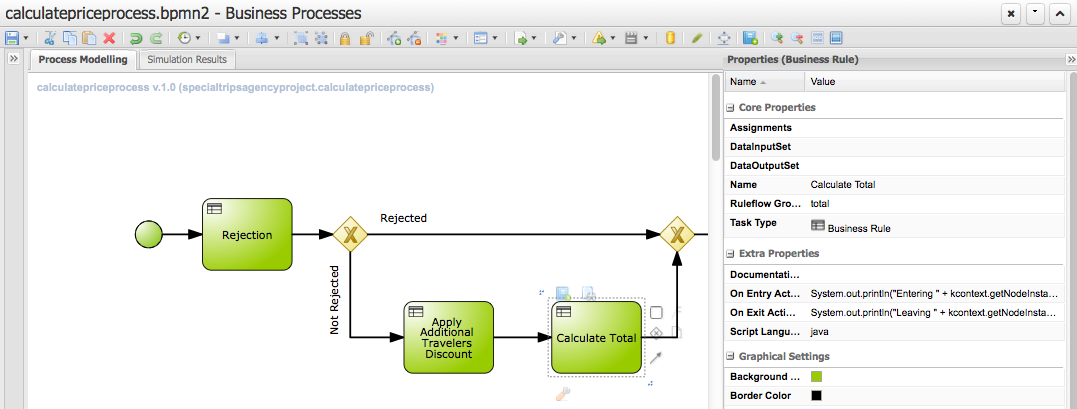 calculatepriceprocess.bpmn2 - Business Processes
Process Modelling
Simulation Results
calculatepriceprocess v.1.0 (specialtripsagencyproject.calculatepriceprocess)
Rejection
Rejected
Not Rejected
Apply
Additional
Travelers
Discount
Calculate Total
Properties (Business Rule)
Name Value
Core Properties
Assignments
DataInputSet
DataOutputSet
Name Calculate Total
Ruleflow Gro... total
Task Type Business Rule
Extra Properties
Documentati...
On Entry Act... System.out.println("Entering " + kcontext.getNodeInsta...
On Exit Acti... System.out.println("Leaving " + kcontext.getNodeInsta...
Script Langu... java
Graphical Settings
Background ...
Border Color